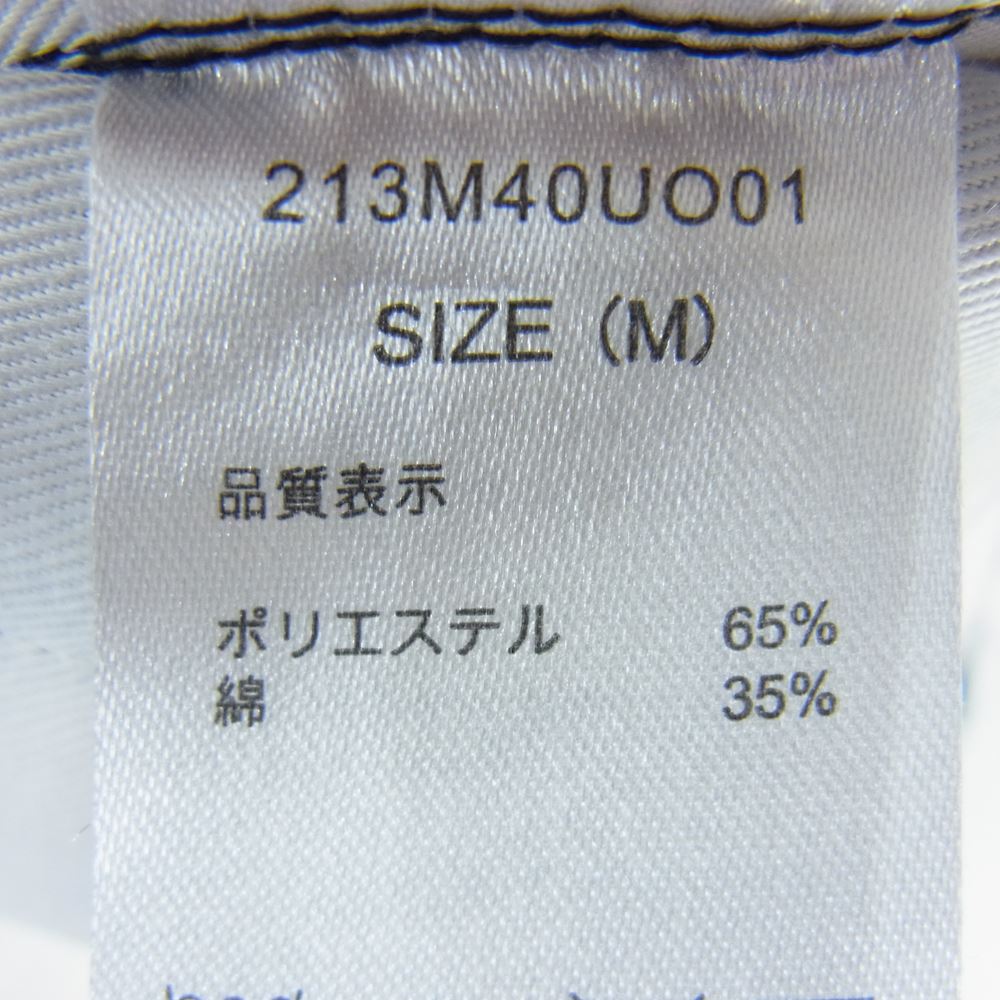 213M40UO01
SIZE (M)
品質表示
ポリエステル 65%
綿 35%